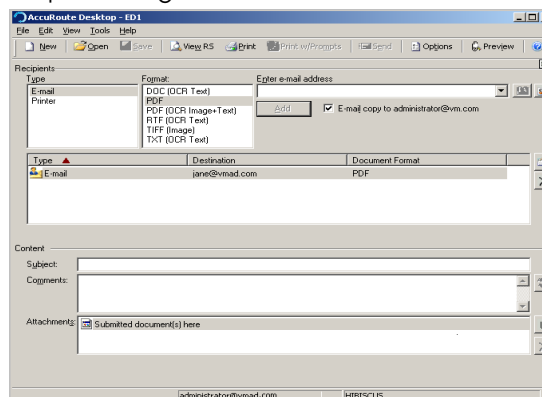 AccuRoute Desktop - ED1
File Edit View Tools Help
New Open Save View RS Print Print w/Prompts Send Options Preview
Recipients
Type Format: Enter e-mail address
E-mail
Printer
DOC (OCR Text)
PDF
PDF (OCR Image+Text)
RTF (OCR Text)
TIFF (Image)
TXT (OCR Text)
Add E-mail copy to administrator@vm.com
Type Destination Document Format
E-mail jane@vmad.com PDF
Content
Subject:
Comments:
Attachments: Submitted document(s) here
administrator@vmad.com HIBISCUS